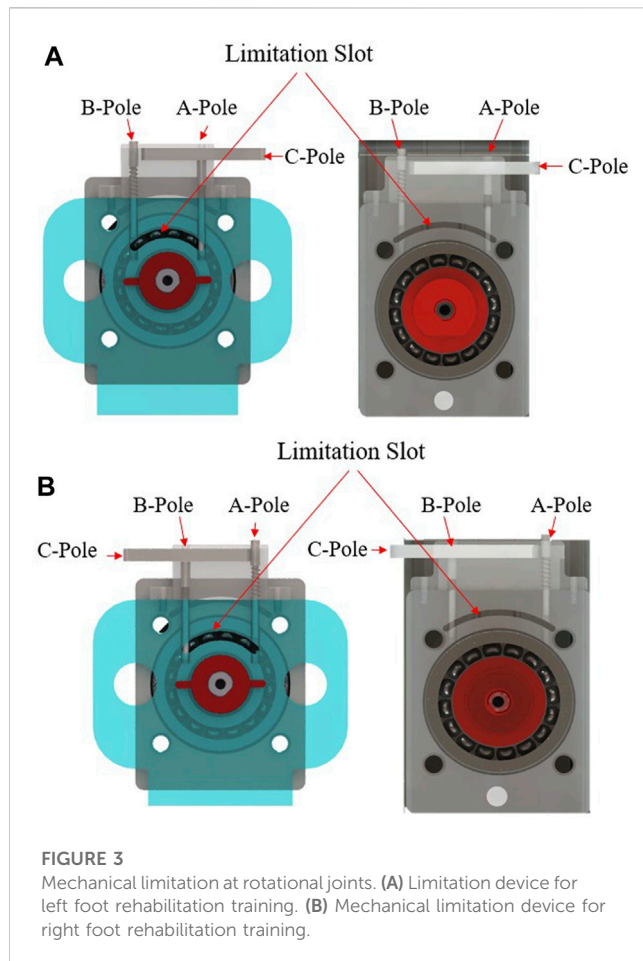 A
Limitation Slot
B-Pole
A-Pole
C-Pole
B-Pole
A-Pole
C-Pole
Limitation Slot
B
B-Pole
A-Pole
C-Pole
B-Pole
A-Pole
C-Pole
FIGURE 3
Mechanical limitation at rotational joints. (A) Limitation device for
left foot rehabilitation training. (B) Mechanical limitation device for
right foot rehabilitation training.